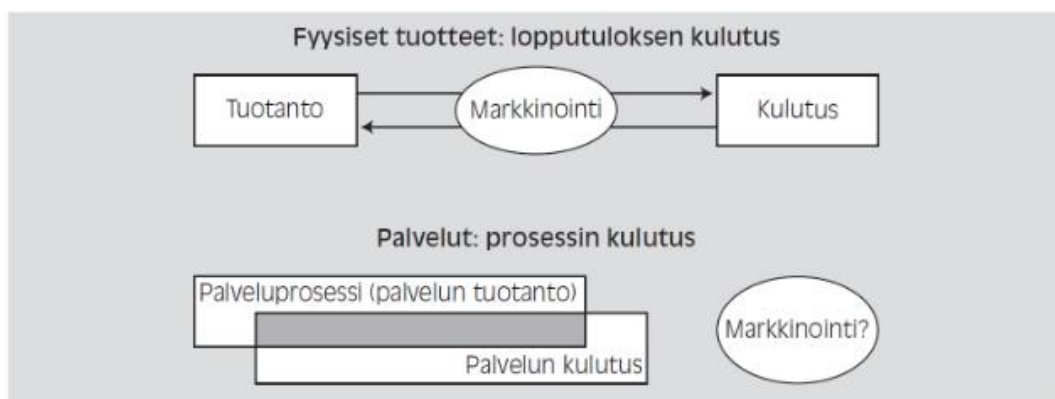 Fyysiset tuotteet: lopputuloksen kulutus
Tuotanto
Markkinointi
Kulutus
Palvelut: prosessin kulutus
Palveluprosessi (palvelun tuotanto)
Markkinointi?
Palvelun kulutus